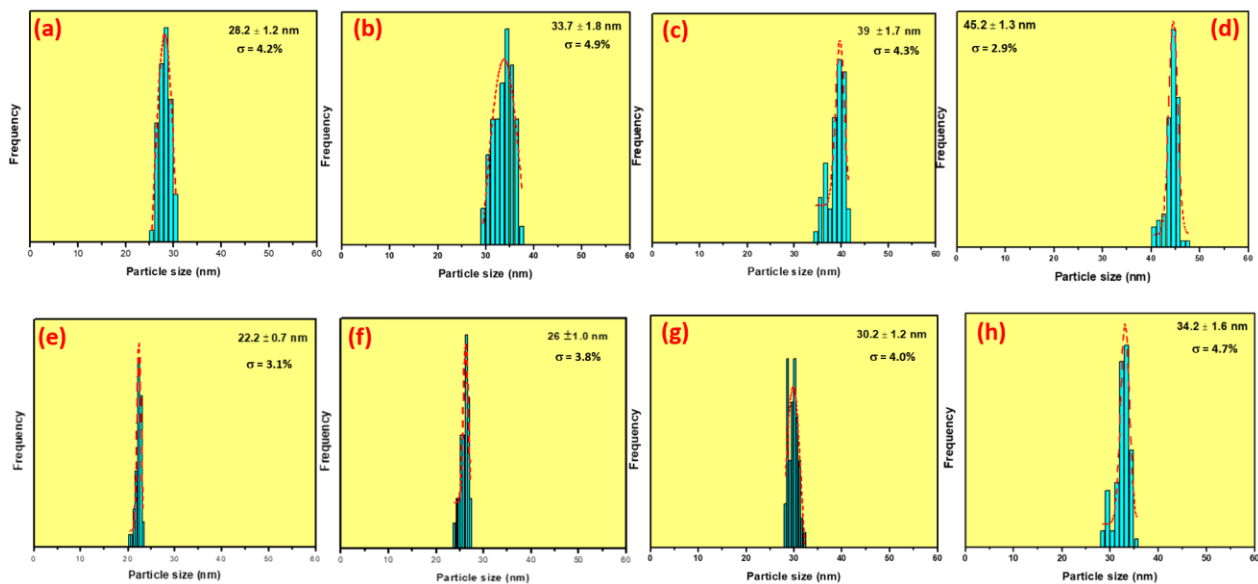 (a)
28.2 ± 1.2 nm
σ = 4.2%
Frequency
0 10 20 30 40 50 60
Particle size (nm)
(b)
33.7 ± 1.8 nm
σ = 4.9%
Frequency
0 10 20 30 40 50 60
Particle size (nm)
(c)
39 ±1.7 nm
σ = 4.3%
Frequency
0 10 20 30 40 50 60
Particle size (nm)
45.2 ± 1.3 nm
(d)
σ = 2.9%
Frequency
0 10 20 30 40 50 60
Particle size (nm)
(e)
22.2 ± 0.7 nm
σ = 3.1%
Frequency
0 10 20 30 40 50 60
Particle size (nm)
(f)
26 ±1.0 nm
σ = 3.8%
Frequency
0 10 20 30 40 50 60
Particle size (nm)
(g)
30.2 ± 1.2 nm
σ = 4.0%
Frequency
0 10 20 30 40 50 60
Particle size (nm)
(h)
34.2 ± 1.6 nm
σ = 4.7%
Frequency
0 10 20 30 40 50 60
Particle size (nm)